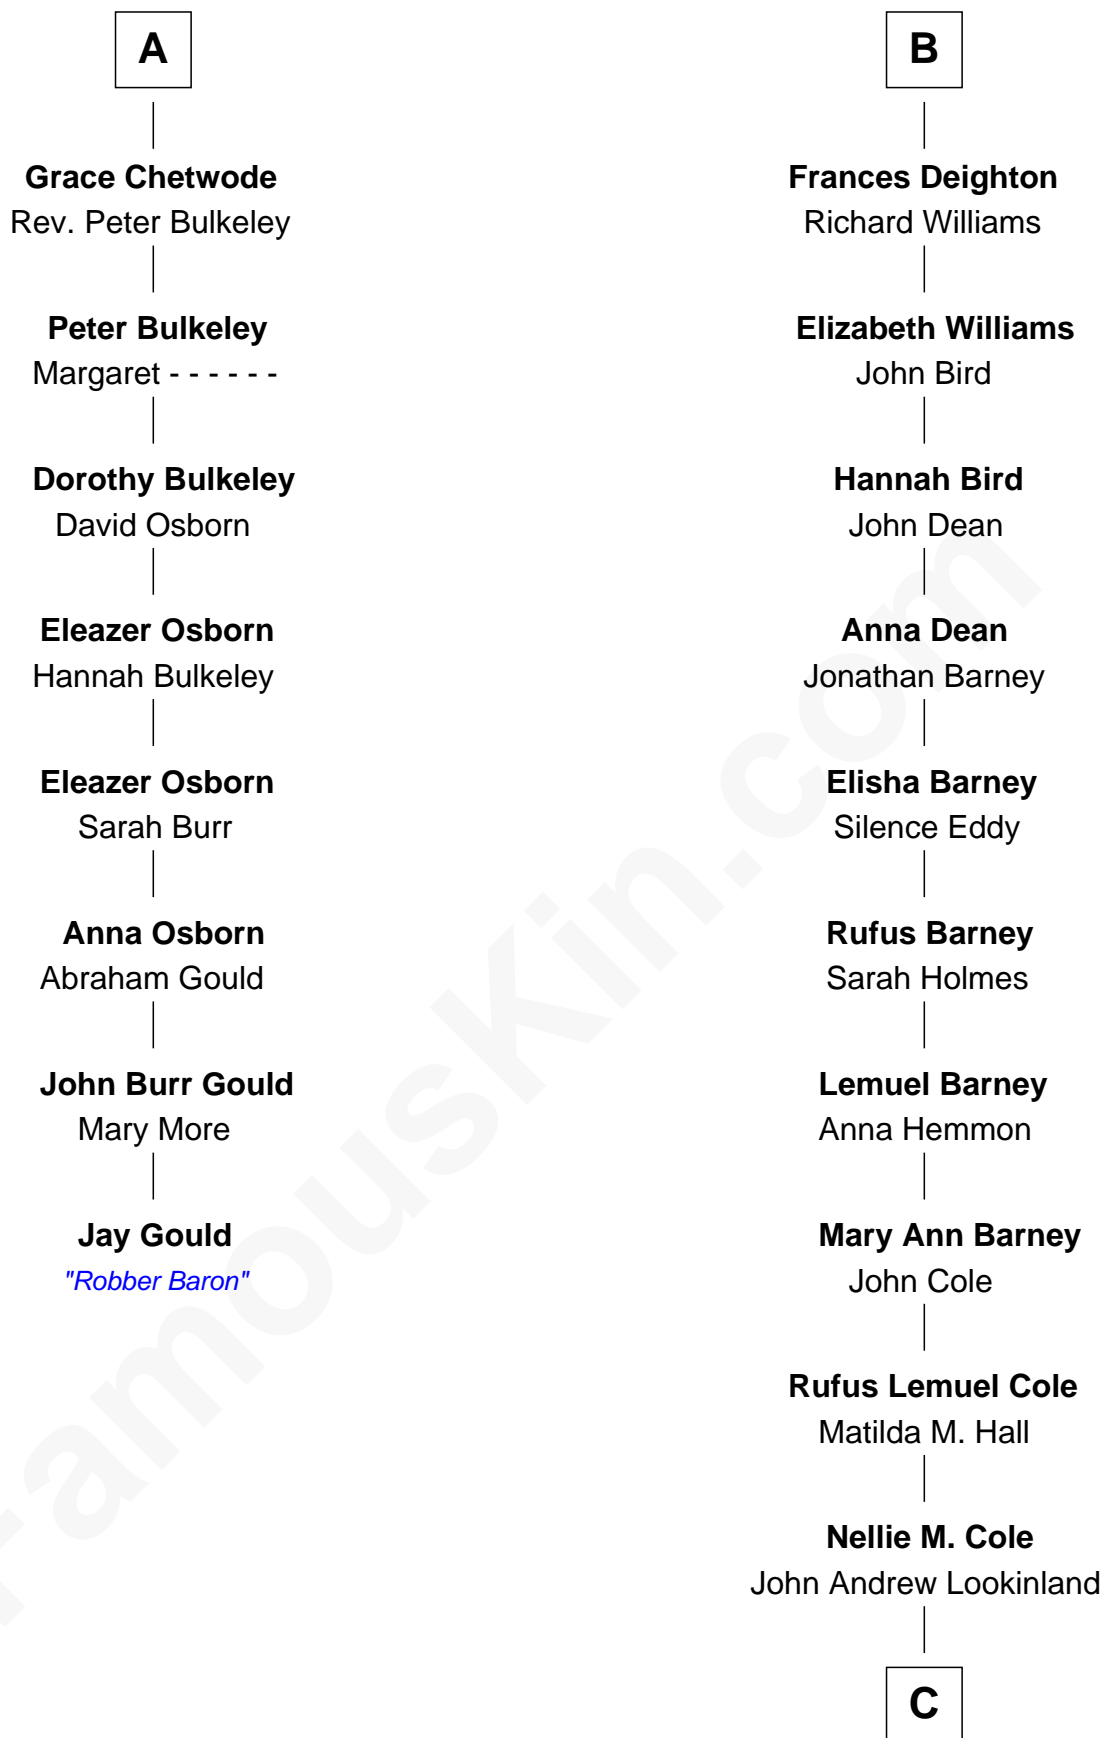 A
Grace Chetwode
Rev. Peter Bulkeley
Peter Bulkeley
Margaret - - - - - -
Dorothy Bulkeley
David Osborn
Eleazer Osborn
Hannah Bulkeley
Eleazer Osborn
Sarah Burr
Anna Osborn
Abraham Gould
John Burr Gould
Mary More
Jay Gould
"Robber Baron"
B
Frances Deighton
Richard Williams
Elizabeth Williams
John Bird
Hannah Bird
John Dean
Anna Dean
Jonathan Barney
Elisha Barney
Silence Eddy
Rufus Barney
Sarah Holmes
Lemuel Barney
Anna Hemmon
Mary Ann Barney
John Cole
Rufus Lemuel Cole
Matilda M. Hall
Nellie M. Cole
John Andrew Lookinland
C
FamousKin.com